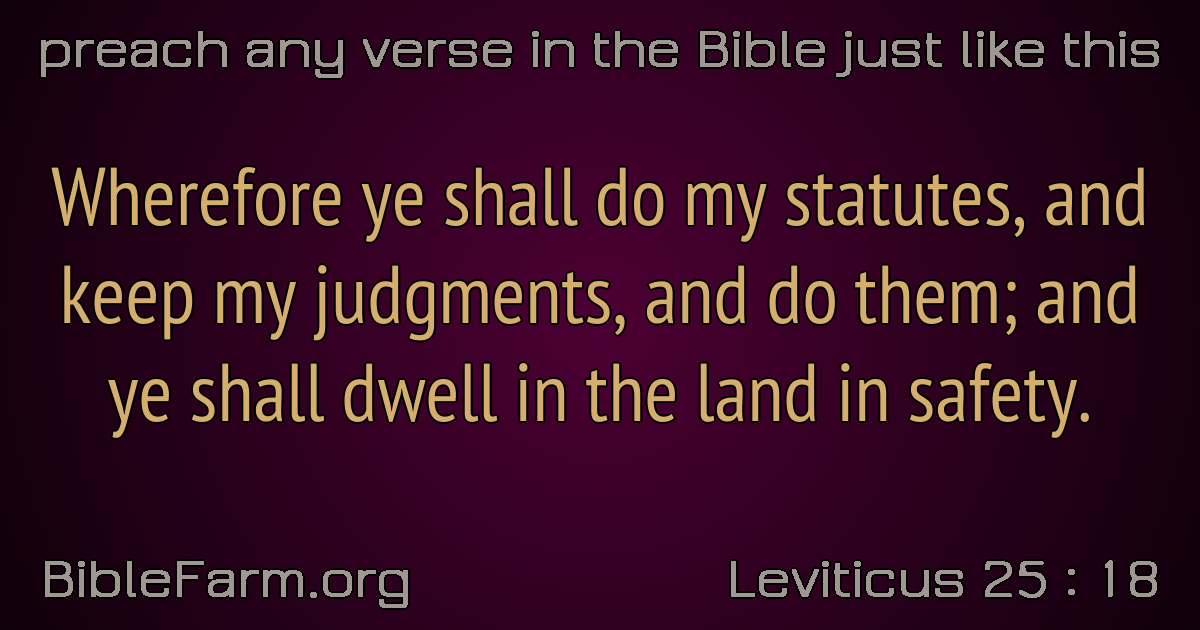 preach any verse in the Bible just like this
Wherefore ye shall do my statutes, and
keep my judgments, and do them; and
ye shall dwell in the land in safety.
BibleFarm.org
Leviticus 25 : 18